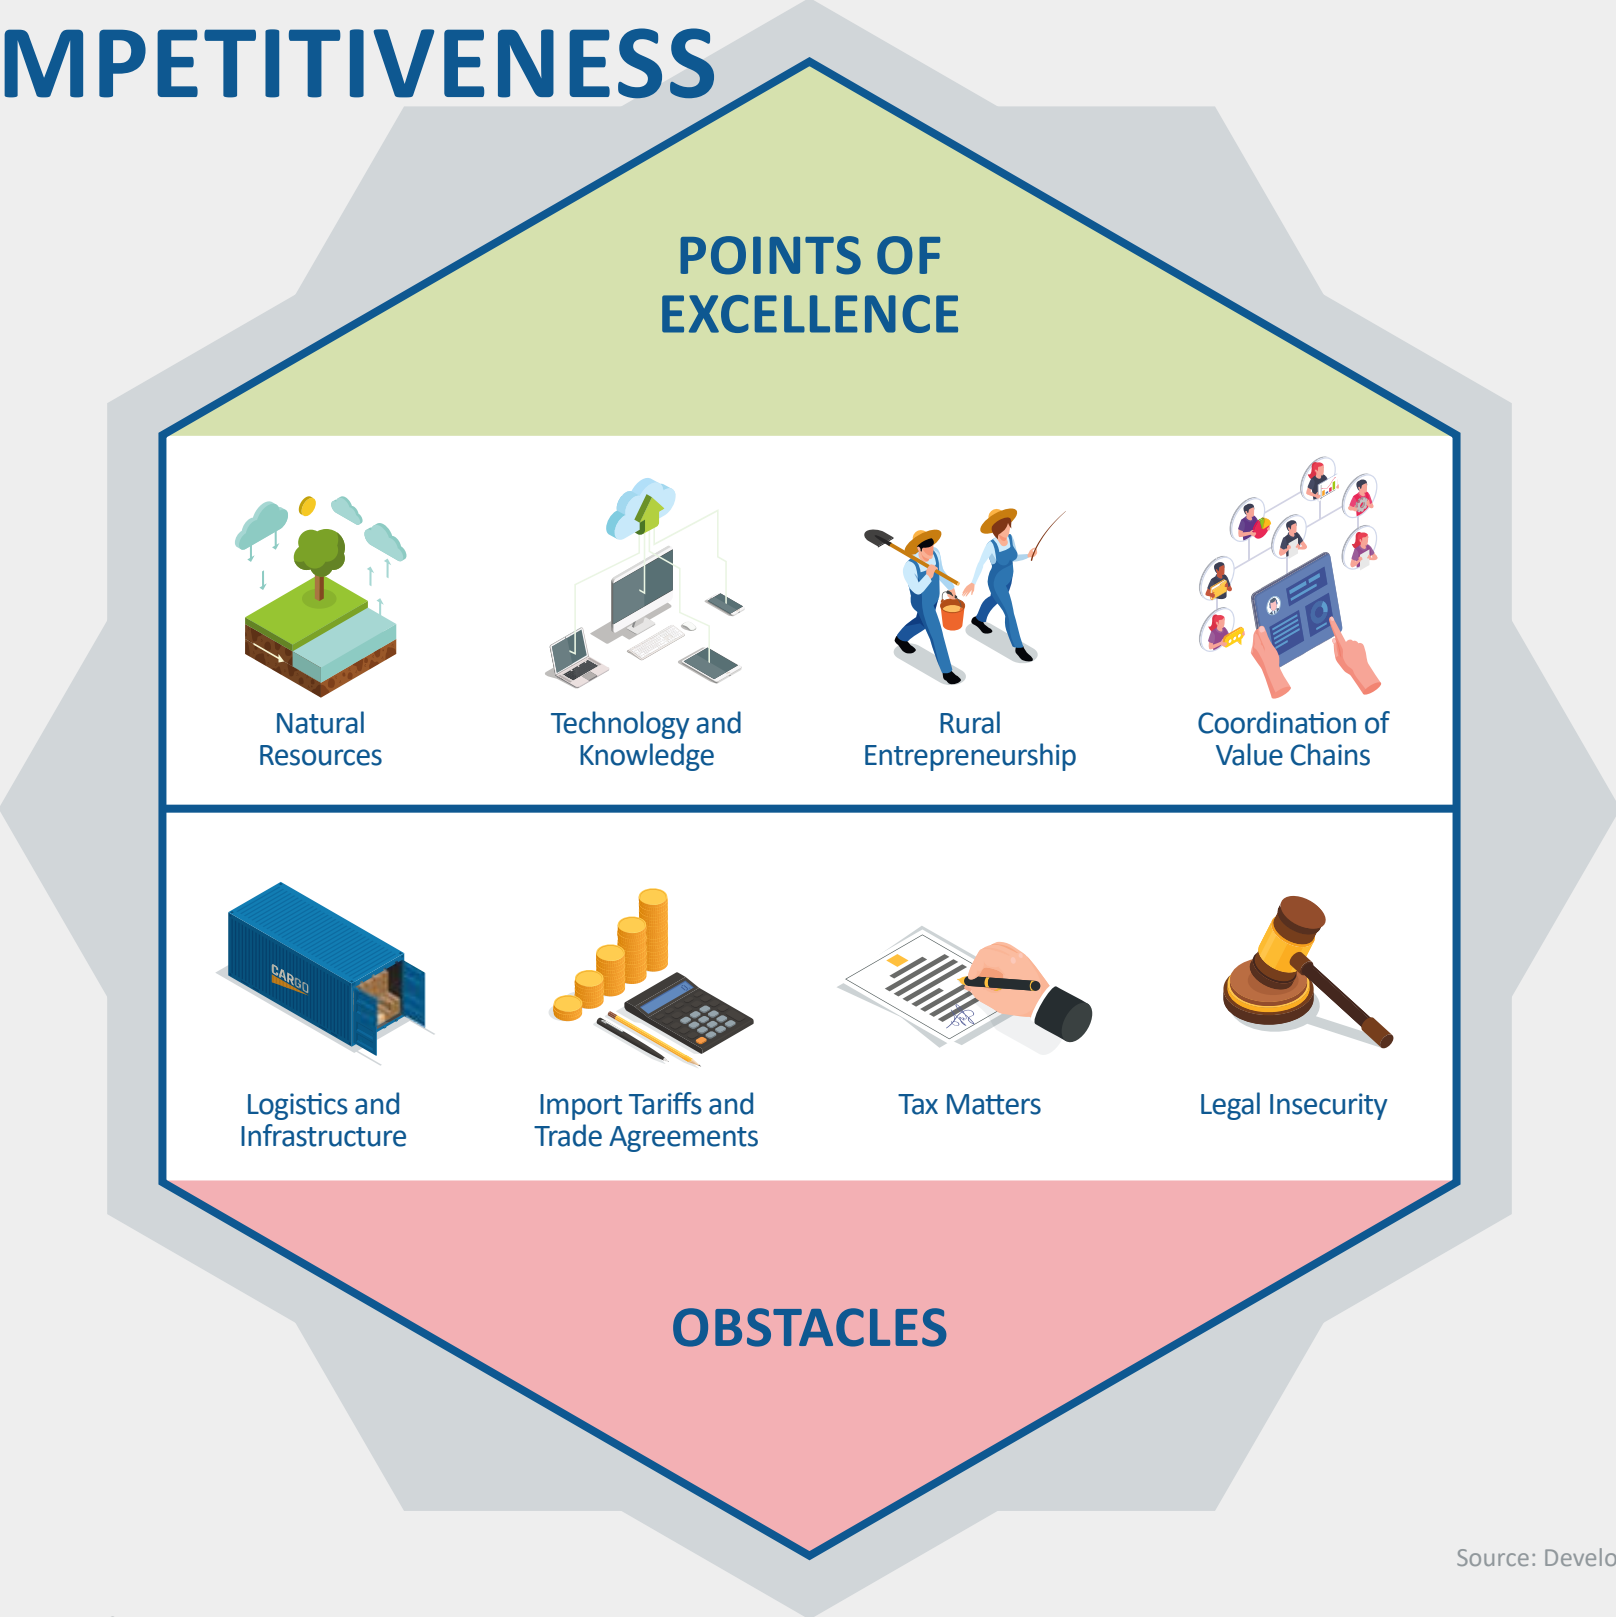 MPETITIVENESS
POINTS OF
EXCELLENCE
Natural
Resources
Technology and
Knowledge
Rural
Entrepreneurship
Coordination of
Value Chains
CARGO
Logistics and
Infrastructure
Import Tariffs and
Trade Agreements
Tax Matters
Legal Insecurity
OBSTACLES
Source: Develo